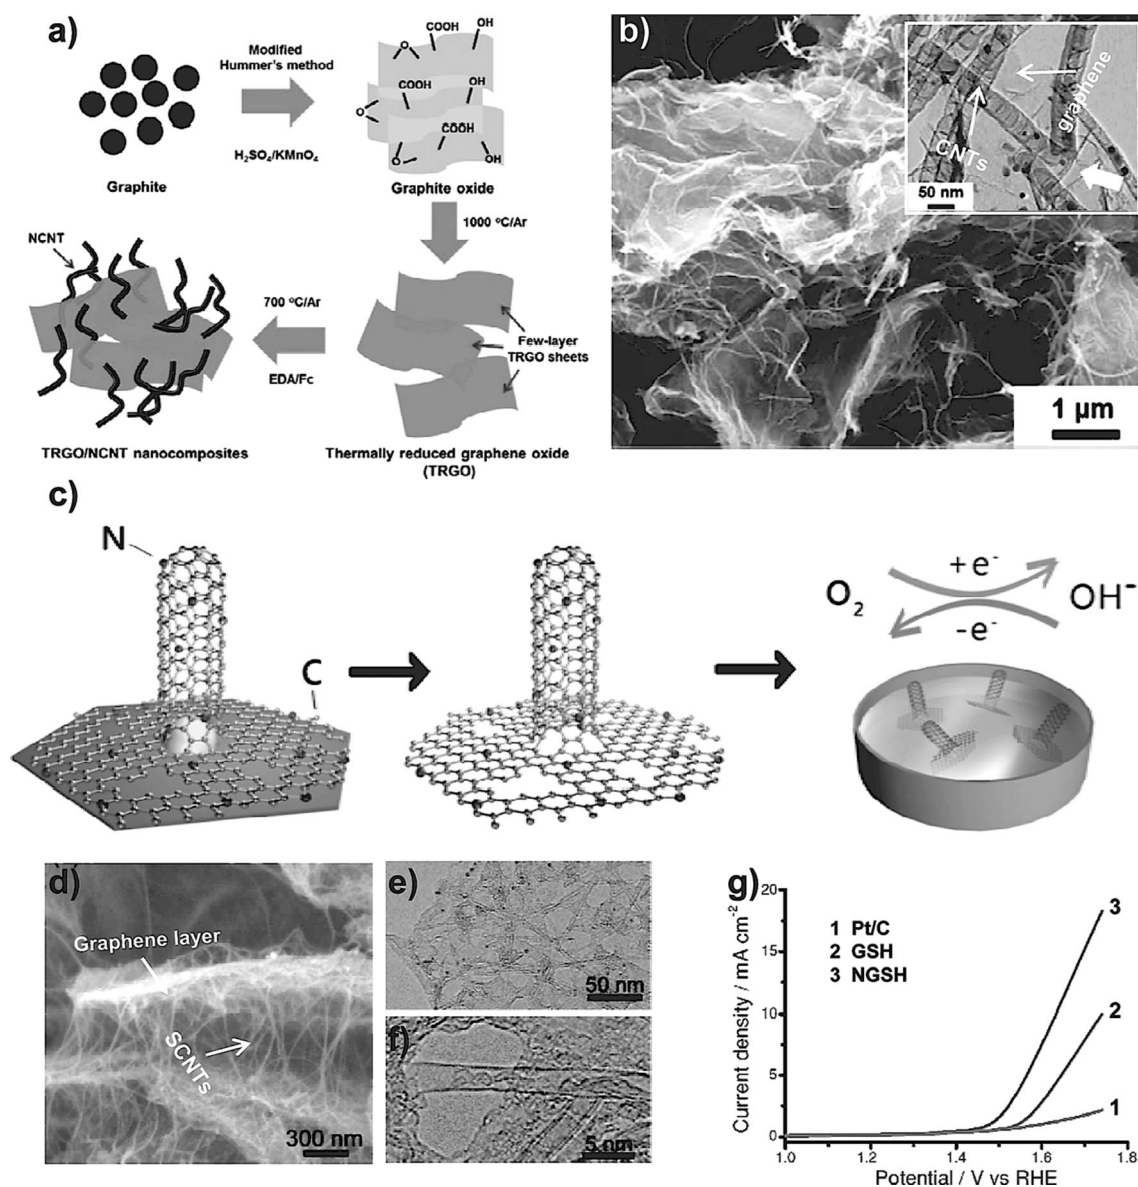 a)
Modified
Hummer's method
H₂SO₄/KMnO₄
Graphite
COOH
OH
O
COOH
OH
O
COOH
O
OH
Graphite oxide
1000 °C/Ar
NCNT
700 °C/Ar
EDA/Fc
Few-layer
TRGO sheets
TRGO/NCNT nanocomposites
Thermally reduced graphene oxide
(TRGO)
b)
graphene
CNTs
50 nm
1 µm
c)
N
C
O₂
+e⁻
-e⁻
OH⁻
d)
Graphene layer
SCNTs
300 nm
e)
50 nm
f)
5 nm
g)
20
15
10
5
0
Current density / mA cm⁻²
1 Pt/C
2 GSH
3 NGSH
3
2
1
1.0
1.2
1.4
1.6
1.8
Potential / V vs RHE